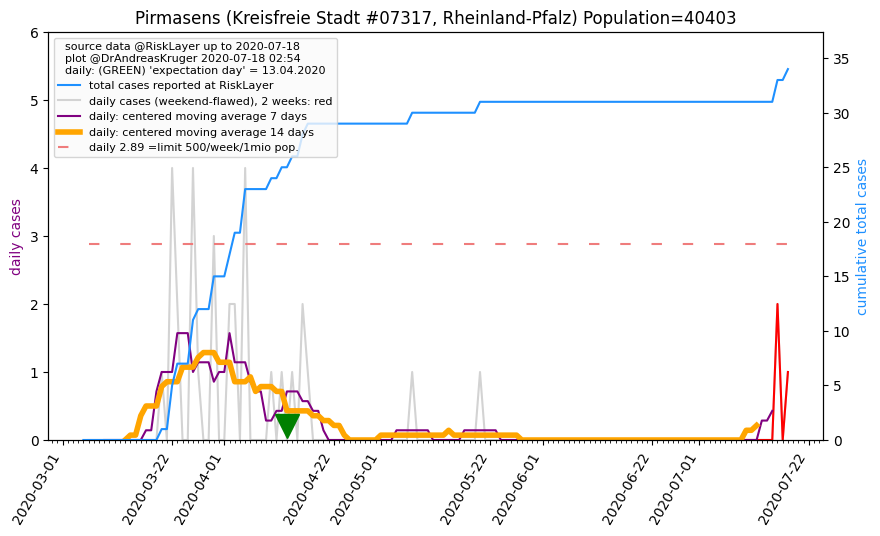 Pirmasens (Kreisfreie Stadt #07317, Rheinland-Pfalz) Population=40403
source data @RiskLayer up to 2020-07-18
plot @DrAndreasKruger 2020-07-18 02:54
daily: (GREEN) 'expectation day' = 13.04.2020
total cases reported at RiskLayer
daily cases (weekend-flawed), 2 weeks: red
daily: centered moving average 7 days
daily: centered moving average 14 days
daily 2.89 =limit 500/week/1mio pop.
daily cases
6
5
4
3
2
1
0
cumulative total cases
35
30
25
20
15
10
5
0
2020-03-01
2020-03-22
2020-04-01
2020-04-22
2020-05-01
2020-05-22
2020-06-01
2020-06-22
2020-07-01
2020-07-22